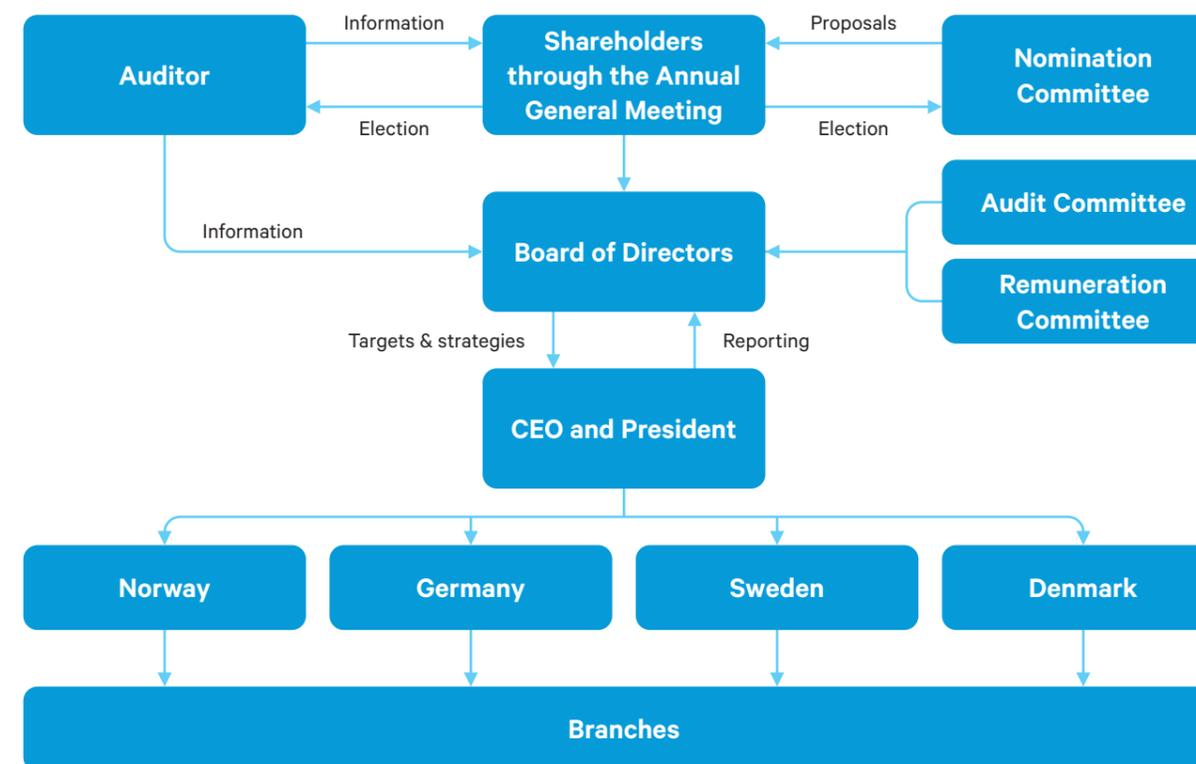 Information
Proposals
Auditor
Shareholders
through the Annual
General Meeting
Nomination
Committee
Election
Election
Audit Committee
Information
Board of Directors
Remuneration
Committee
Targets & strategies
Reporting
CEO and President
Norway
Germany
Sweden
Denmark
Branches